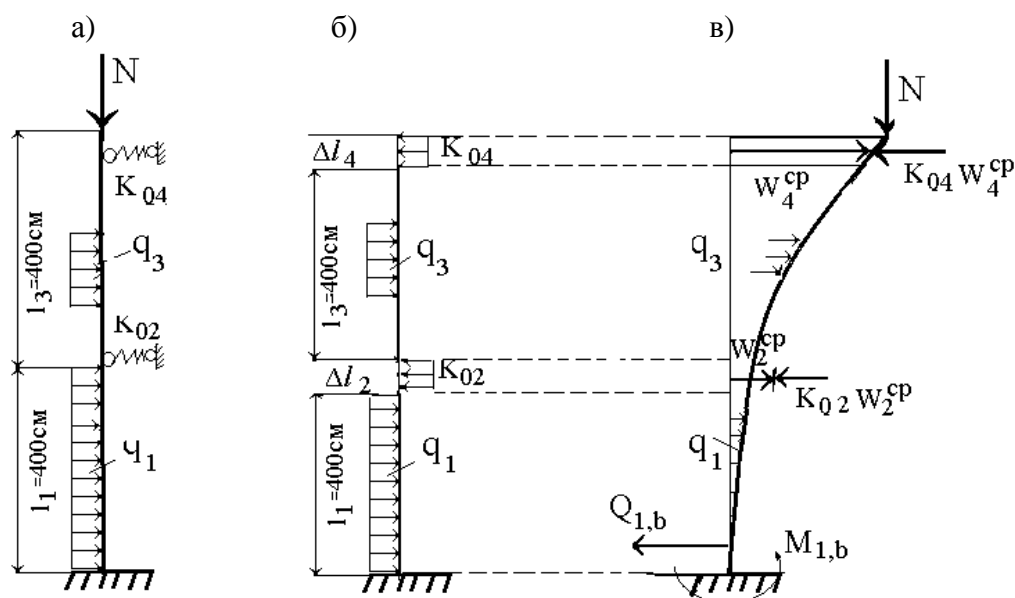 а)
б)
в)
N
K04
l3=400см
q3
K02
l1=400см
q1
Δl4
K04
l3=400см
q3
Δl2
K02
l1=400см
q1
N
W4ср
K04 W4ср
q3
W2ср
K02 W2ср
q1
Q1,b
M1,b